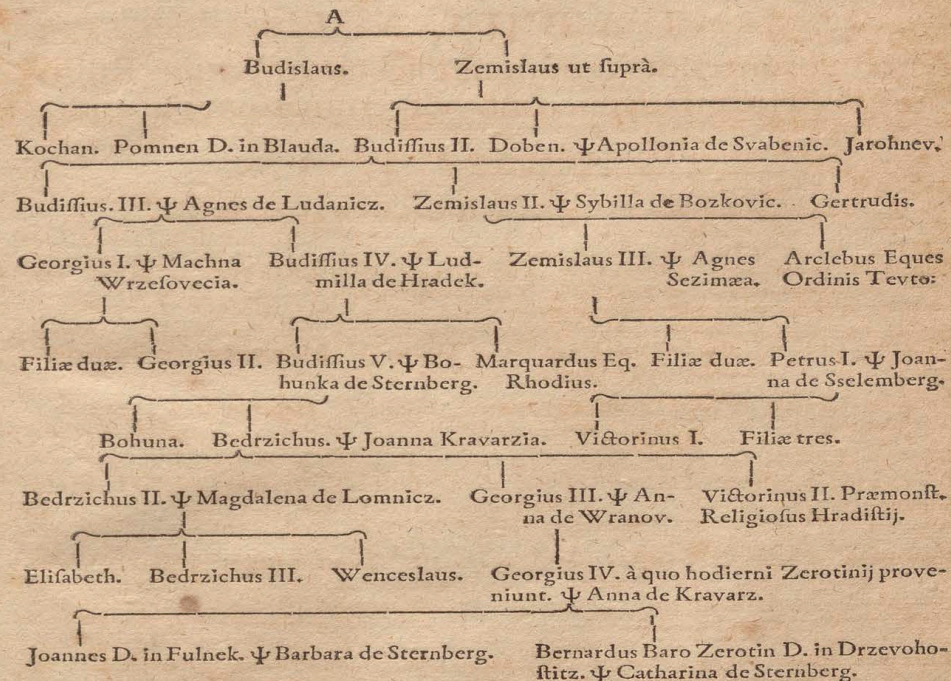 A
Budislaus. Zemislaus ut ſuprà.
Kochan. Pomnen D. in Blauda. Budiſſius II. Doben. Ψ Apollonia de Svabenic. Jarohnev.
Budiſſius. III. Ψ Agnes de Ludanicz. Zemislaus II. Ψ Sybilla de Bozkovic. Gertrudis.
Georgius I. Ψ Machna Budiſſius IV. Ψ Lud- Zemislaus III. Ψ Agnes Arclebus Eques
Wrzeſovecia. milla de Hradek. Sezimæa. Ordinis Tevto:
Filiæ duæ. Georgius II. Budiſſius V. Ψ Bo- Marquardus Eq. Filiæ duæ. Petrus I. Ψ Joan-
hunka de Sternberg. Rhodius. na de Sselemberg.
Bohuna. Bedrzichus. Ψ Joanna Kravarzia. Victorinus I. Filiæ tres.
Bedrzichus II. Ψ Magdalena de Lomnicz. Georgius III. Ψ An- Victorinus II. Præmonſt.
na de Wranov. Religioſus Hradiſtij.
Eliſabeth. Bedrzichus III. Wenceslaus. Georgius IV. à quo hodierni Zerotinij prove-
niunt. Ψ Anna de Kravarz.
Joannes D. in Fulnek. Ψ Barbara de Sternberg. Bernardus Baro Zerotin D. in Drzevoho-
ſtitz. Ψ Catharina de Sternberg.